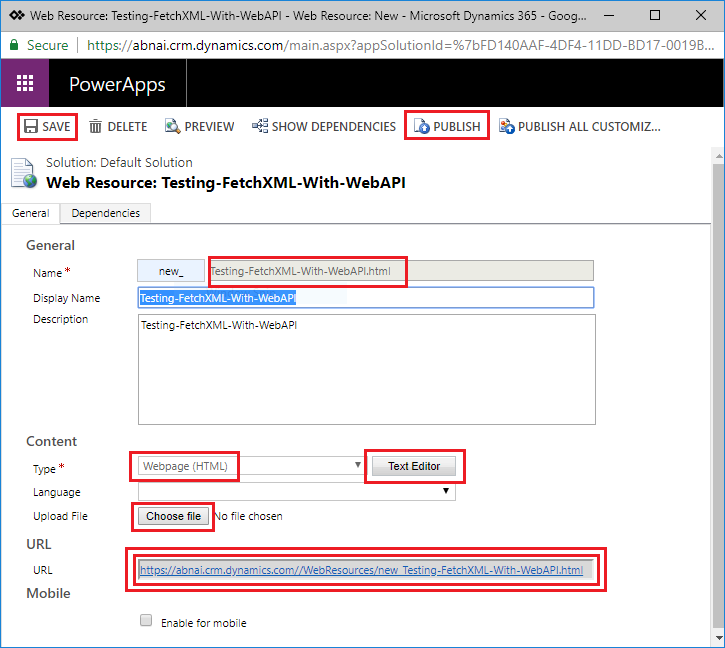 Web Resource: Testing-FetchXML-With-WebAPI - Web Resource: New - Microsoft Dynamics 365 - Goog...
Secure https://abnai.crm.dynamics.com/main.aspx?appSolutionId=%7bFD140AAF-4DF4-11DD-BD17-0019B...
PowerApps
SAVE DELETE PREVIEW SHOW DEPENDENCIES PUBLISH PUBLISH ALL CUSTOMIZ...
Solution: Default Solution
Web Resource: Testing-FetchXML-With-WebAPI
General Dependencies
General
Name * new_ Testing-FetchXML-With-WebAPI.html
Display Name Testing-FetchXML-With-WebAPI
Description Testing-FetchXML-With-WebAPI
Content
Type * Webpage (HTML) Text Editor
Language
Upload File Choose file No file chosen
URL
URL https://abnai.crm.dynamics.com//WebResources/new_Testing-FetchXML-With-WebAPI.html
Mobile
Enable for mobile